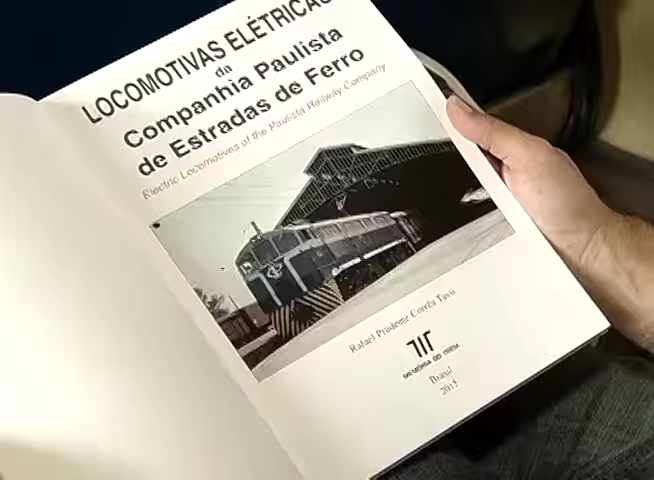 LOCOMOTIVAS ELÉTRICAS
da
Companhia Paulista
de Estradas de Ferro
Electric Locomotives of the Paulista Railway Company
Rafael Prudente Corrêa Tassi
MEMÓRIA DO TREM
Brasil
2015